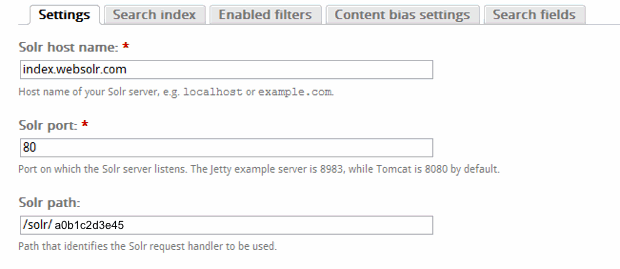 Settings Search index Enabled filters Content bias settings Search fields
Solr host name: *
index.websolr.com
Host name of your Solr server, e.g. localhost or example.com.
Solr port: *
80
Port on which the Solr server listens. The Jetty example server is 8983, while Tomcat is 8080 by default.
Solr path:
/solr/ a0b1c2d3e45
Path that identifies the Solr request handler to be used.